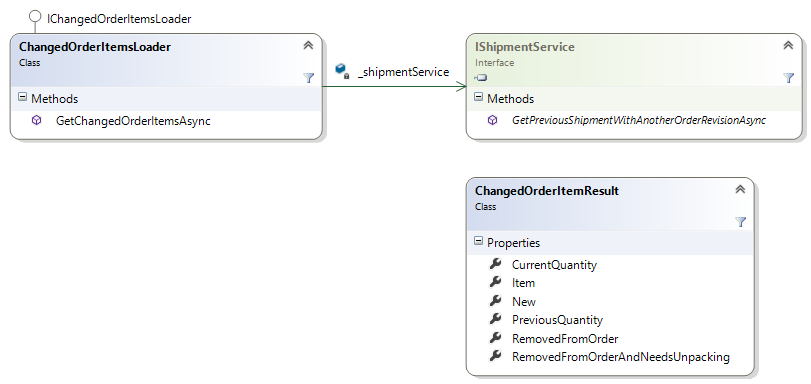 IChangedOrderItemsLoader
ChangedOrderItemsLoader
Class
Methods
GetChangedOrderItemsAsync
_shipmentService
IShipmentService
Interface
Methods
GetPreviousShipmentWithAnotherOrderRevisionAsync
ChangedOrderItemResult
Class
Properties
CurrentQuantity
Item
New
PreviousQuantity
RemovedFromOrder
RemovedFromOrderAndNeedsUnpacking